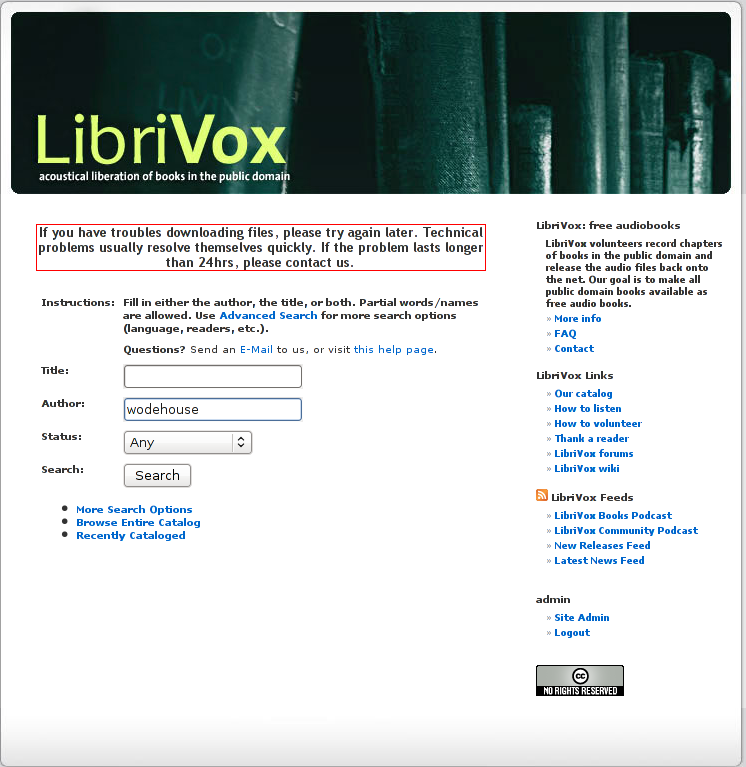 OF
LIVING
LibriVox
acoustical liberation of books in the public domain
If you have troubles downloading files, please try again later. Technical
problems usually resolve themselves quickly. If the problem lasts longer
than 24hrs, please contact us.
Instructions: Fill in either the author, the title, or both. Partial words/names
are allowed. Use Advanced Search for more search options
(language, readers, etc.).
Questions? Send an E-Mail to us, or visit this help page.
Title:
Author: wodehouse
Status: Any
Search: Search
• More Search Options
• Browse Entire Catalog
• Recently Cataloged
LibriVox: free audiobooks
LibriVox volunteers record chapters
of books in the public domain and
release the audio files back onto
the net. Our goal is to make all
public domain books available as
free audio books.
» More info
» FAQ
» Contact
LibriVox Links
» Our catalog
» How to listen
» How to volunteer
» Thank a reader
» LibriVox forums
» LibriVox wiki
LibriVox Feeds
» LibriVox Books Podcast
» LibriVox Community Podcast
» New Releases Feed
» Latest News Feed
admin
» Site Admin
» Logout
cc
NO RIGHTS RESERVED